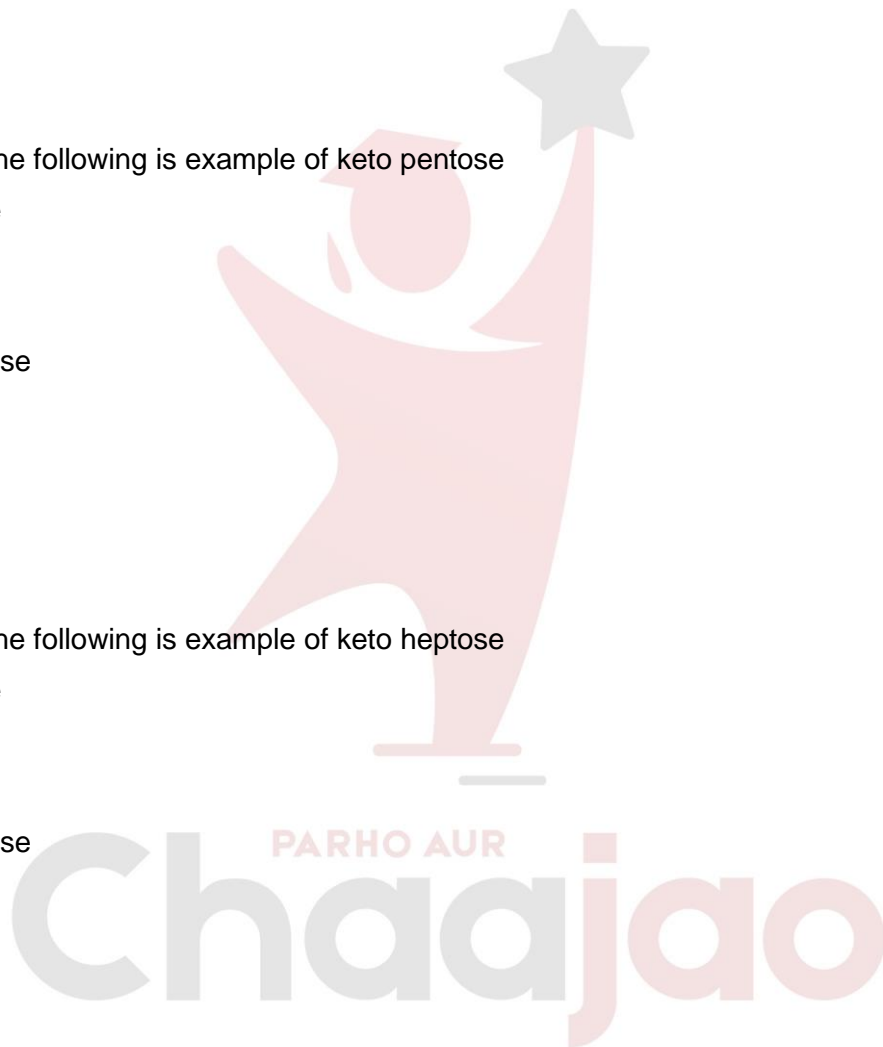 he following is example of keto pentose
se
he following is example of keto heptose
se
PARHO AUR
Chaajao